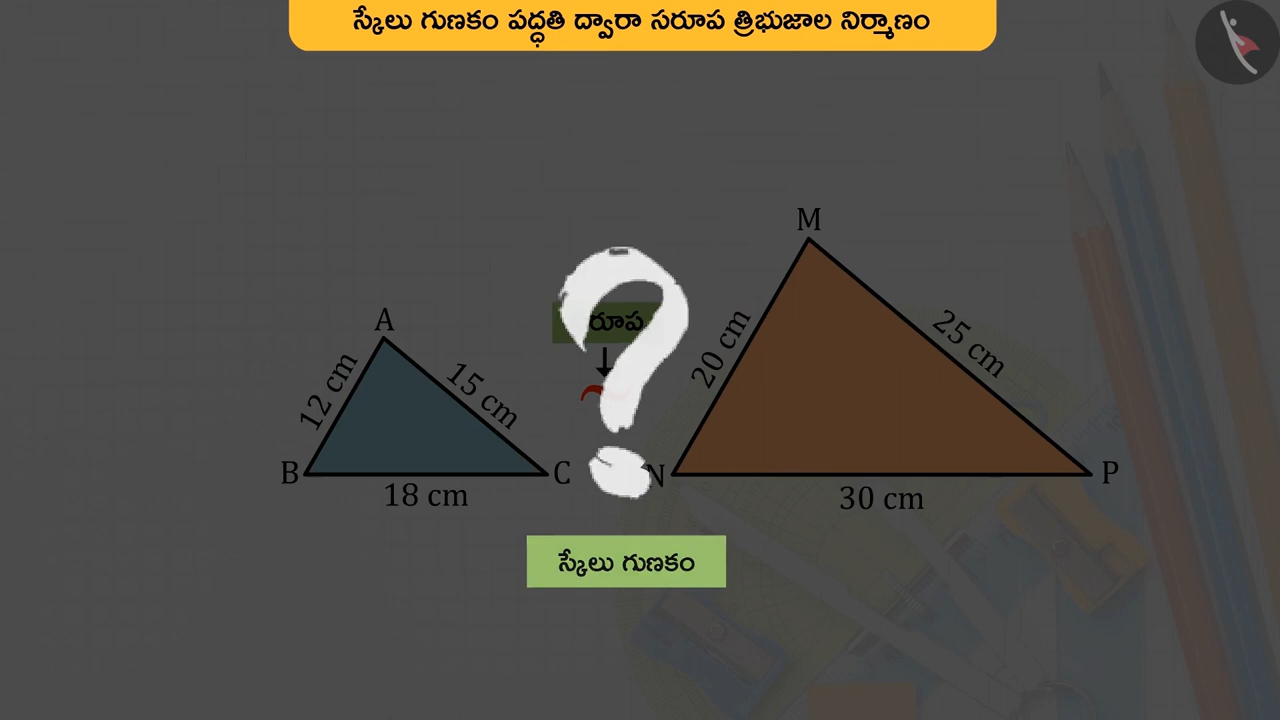 స్కేలు గుణకం పద్ధతి ద్వారా సరూప త్రిభుజాల నిర్మాణం
M
20 cm
25 cm
A
12 cm
15 cm
B
C
N
P
18 cm
30 cm
స్కేలు గుణకం